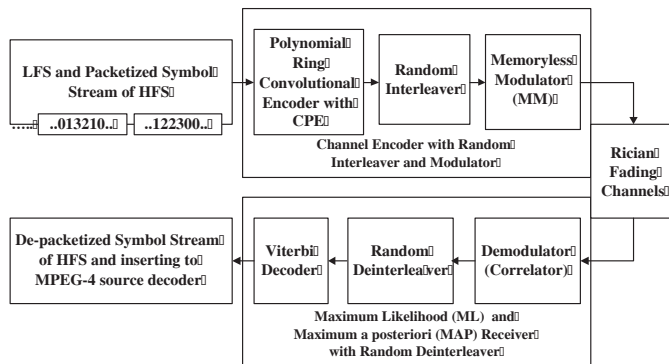 LFS and Packetized Symbol
Stream of HFS
.....
..013210..
..122300..
Polynomial
Ring
Convolutional
Encoder with
CPE
Random
Interleaver
Memoryless
Modulator
(MM)
Channel Encoder with Random
Interleaver and Modulator
Rician
Fading
Channels
De-packetized Symbol Stream
of HFS and inserting to
MPEG-4 source decoder
Viterbi
Decoder
Random
Deinterleaver
Demodulator
(Correlator)
Maximum Likelihood (ML) and
Maximum a posteriori (MAP) Receiver
with Random Deinterleaver